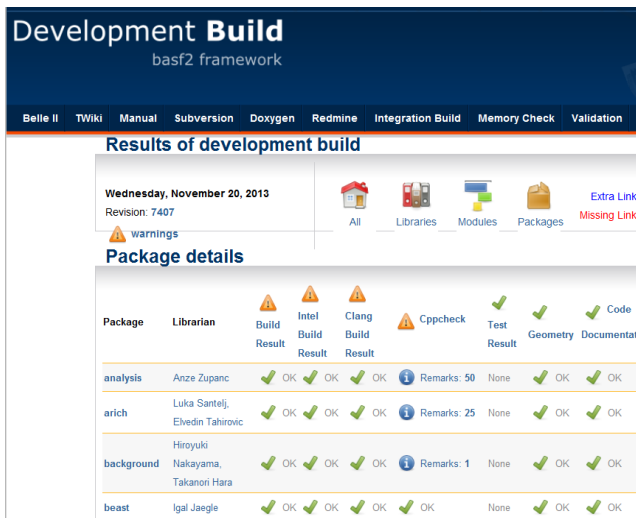 Development Build
basf2 framework
Belle II TWiki Manual Subversion Doxygen Redmine Integration Build Memory Check Validation
Results of development build
Wednesday, November 20, 2013
Revision: 7407
warnings
All Libraries Modules Packages
Extra Link
Missing Link
Package details
Package Librarian Build Result Intel Build Result Clang Build Result Cppcheck Test Result Geometry Code Documentat
analysis Anze Zupanc OK OK OK Remarks: 50 None OK OK
arich Luka Santelj, Elvedin Tahirovic OK OK OK Remarks: 25 None OK OK
background Hiroyuki Nakayama, Takanori Hara OK OK OK Remarks: 1 None OK OK
beast Igal Jaegle OK OK OK OK None OK OK